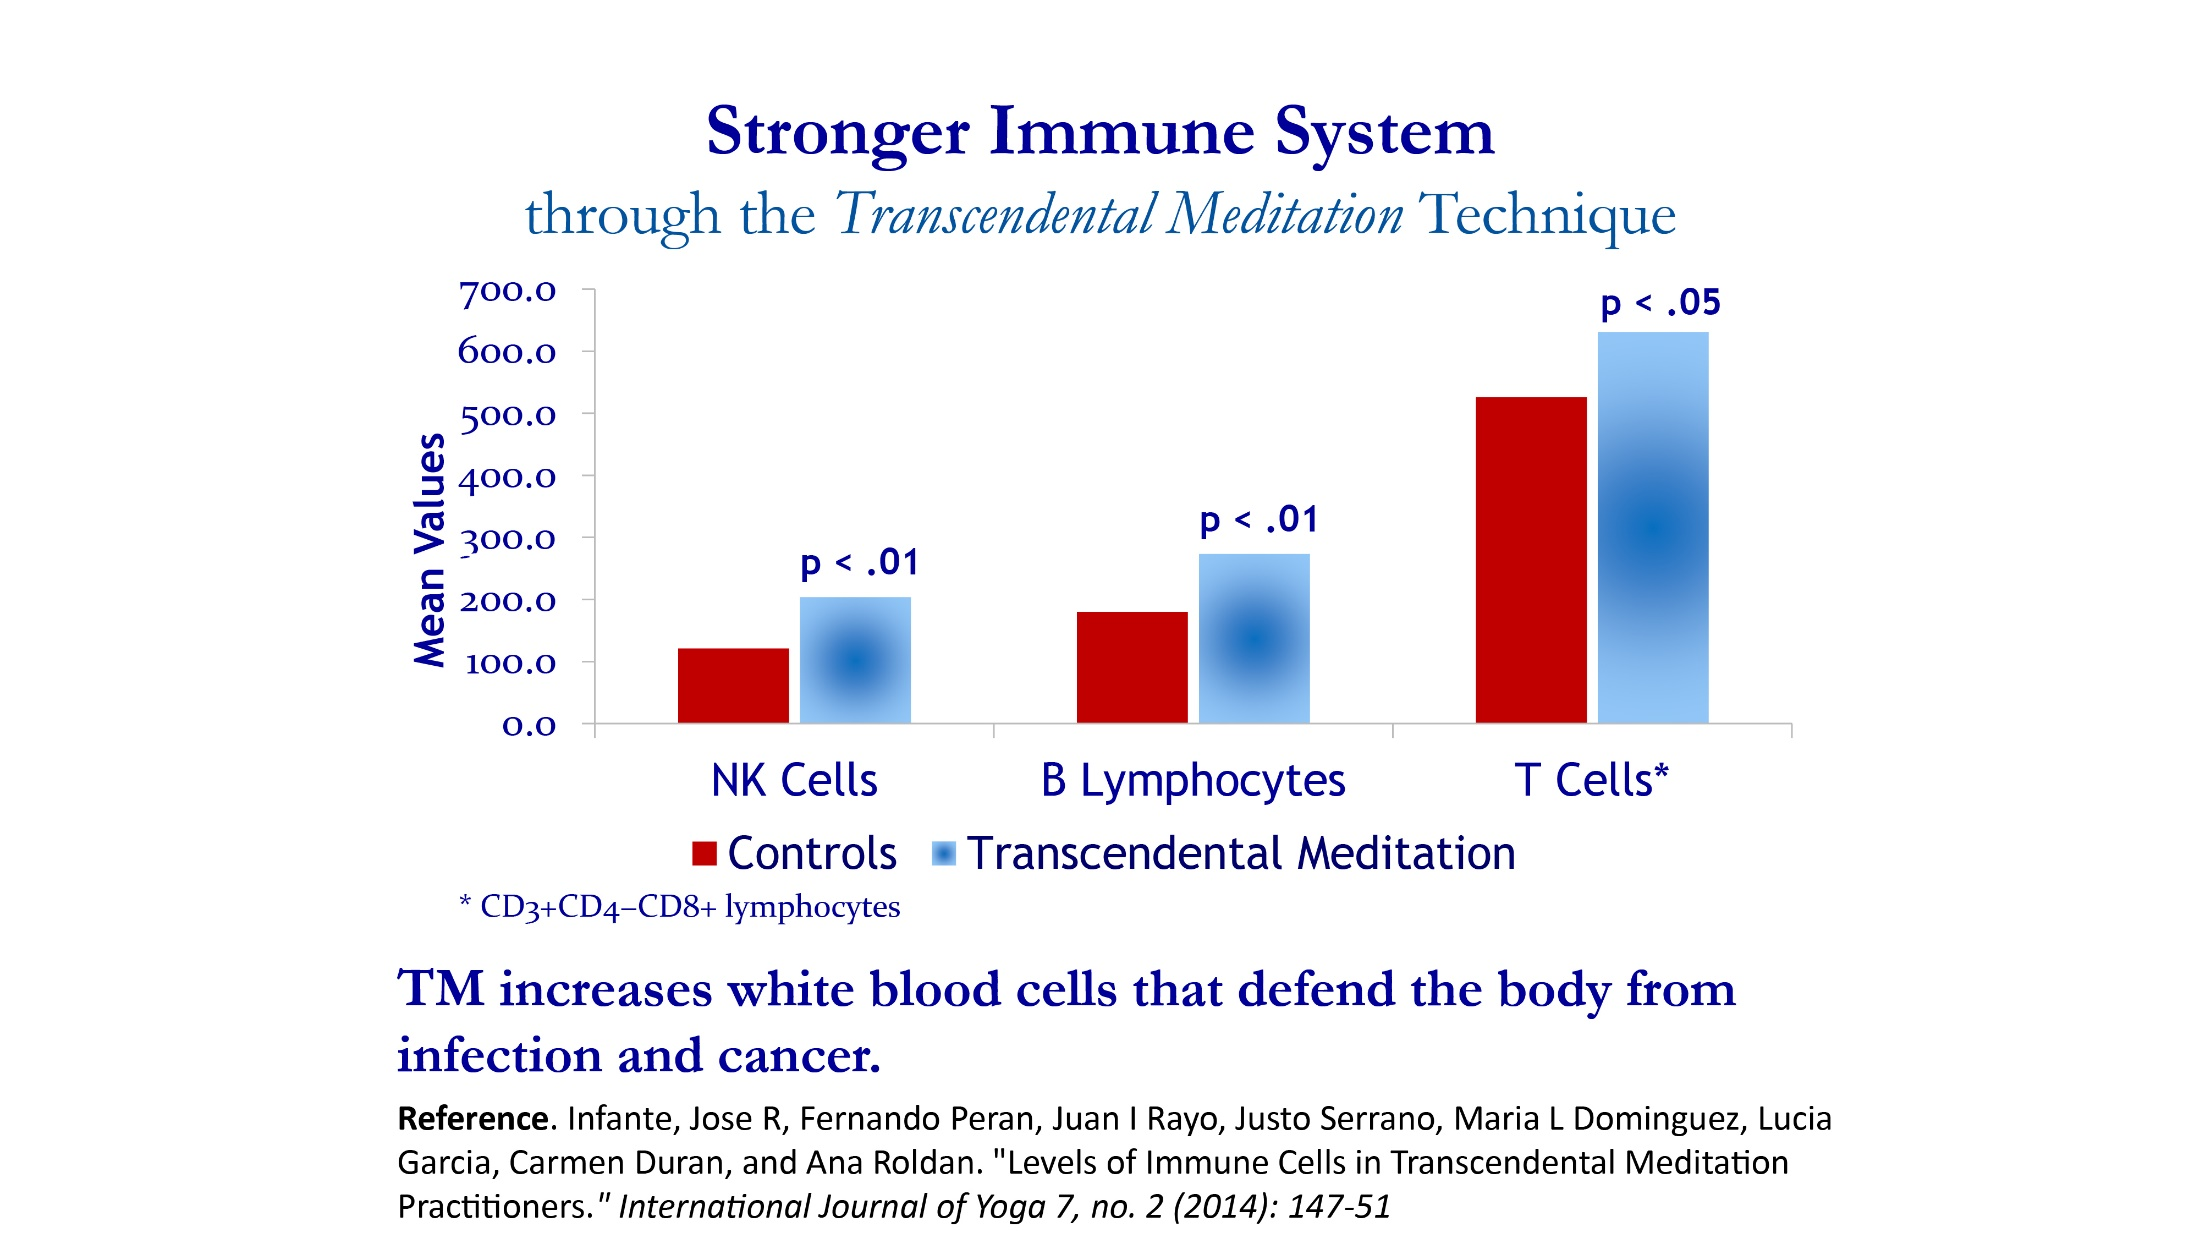 Stronger Immune System
through the Transcendental Meditation Technique
700.0
600.0
500.0
400.0
300.0
200.0
100.0
0.0
Mean Values
p < .01
p < .01
p < .05
NK Cells
B Lymphocytes
T Cells*
Controls
Transcendental Meditation
* CD3+CD4–CD8+ lymphocytes
TM increases white blood cells that defend the body from
infection and cancer.
Reference. Infante, Jose R, Fernando Peran, Juan I Rayo, Justo Serrano, Maria L Dominguez, Lucia
Garcia, Carmen Duran, and Ana Roldan. "Levels of Immune Cells in Transcendental Meditation
Practitioners." International Journal of Yoga 7, no. 2 (2014): 147-51